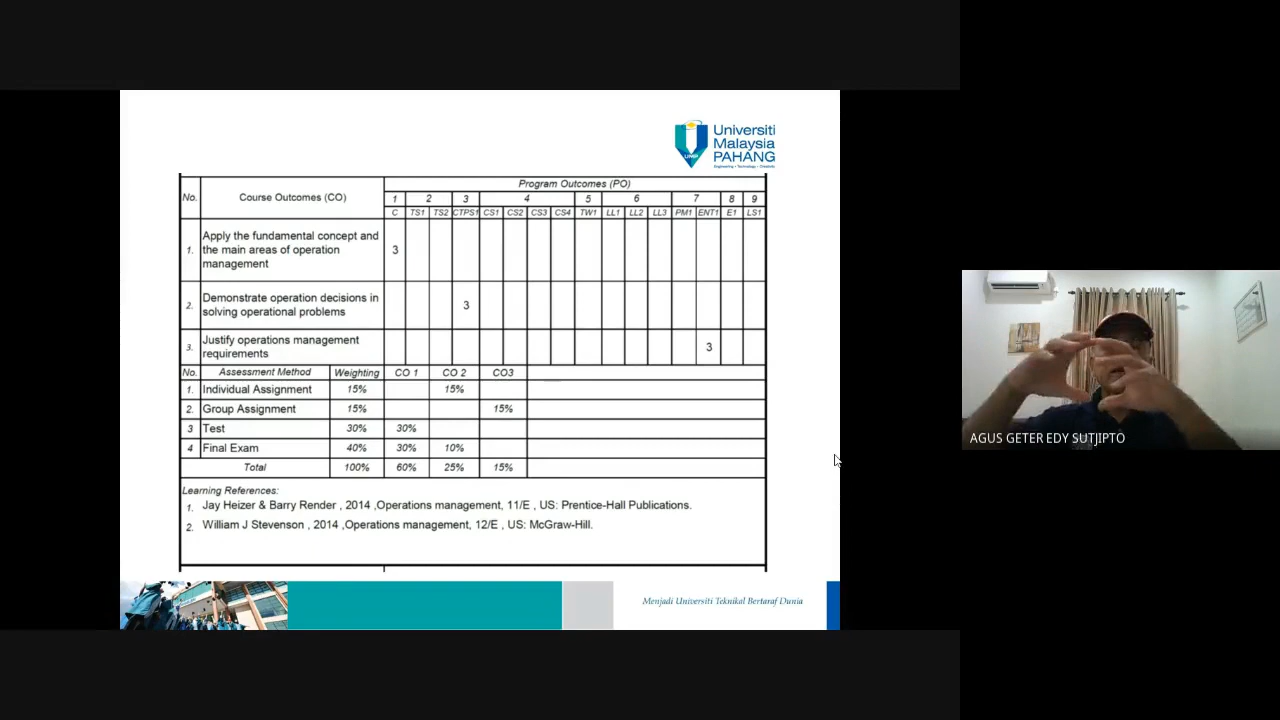 Universiti
Malaysia
PAHANG
Engineering • Technology • Creativity
UMP
No. Course Outcomes (CO) Program Outcomes (PO)
1 2 3 4 5 6 7 8 9
C TS1 TS2 CTPS1 CS1 CS2 CS3 CS4 TW1 LL1 LL2 LL3 PM1 ENT1 E1 LS1
1. Apply the fundamental concept and
the main areas of operation 3
management
2. Demonstrate operation decisions in
solving operational problems 3
3. Justify operations management
requirements 3
No. Assessment Method Weighting CO 1 CO 2 CO3
1. Individual Assignment 15% 15%
2. Group Assignment 15% 15%
3 Test 30% 30%
4 Final Exam 40% 30% 10%
Total 100% 60% 25% 15%
Learning References:
1. Jay Heizer & Barry Render , 2014 ,Operations management, 11/E , US: Prentice-Hall Publications.
2. William J Stevenson , 2014 ,Operations management, 12/E , US: McGraw-Hill.
Menjadi Universiti Teknikal Bertaraf Dunia
AGUS GETER EDY SUTJIPTO